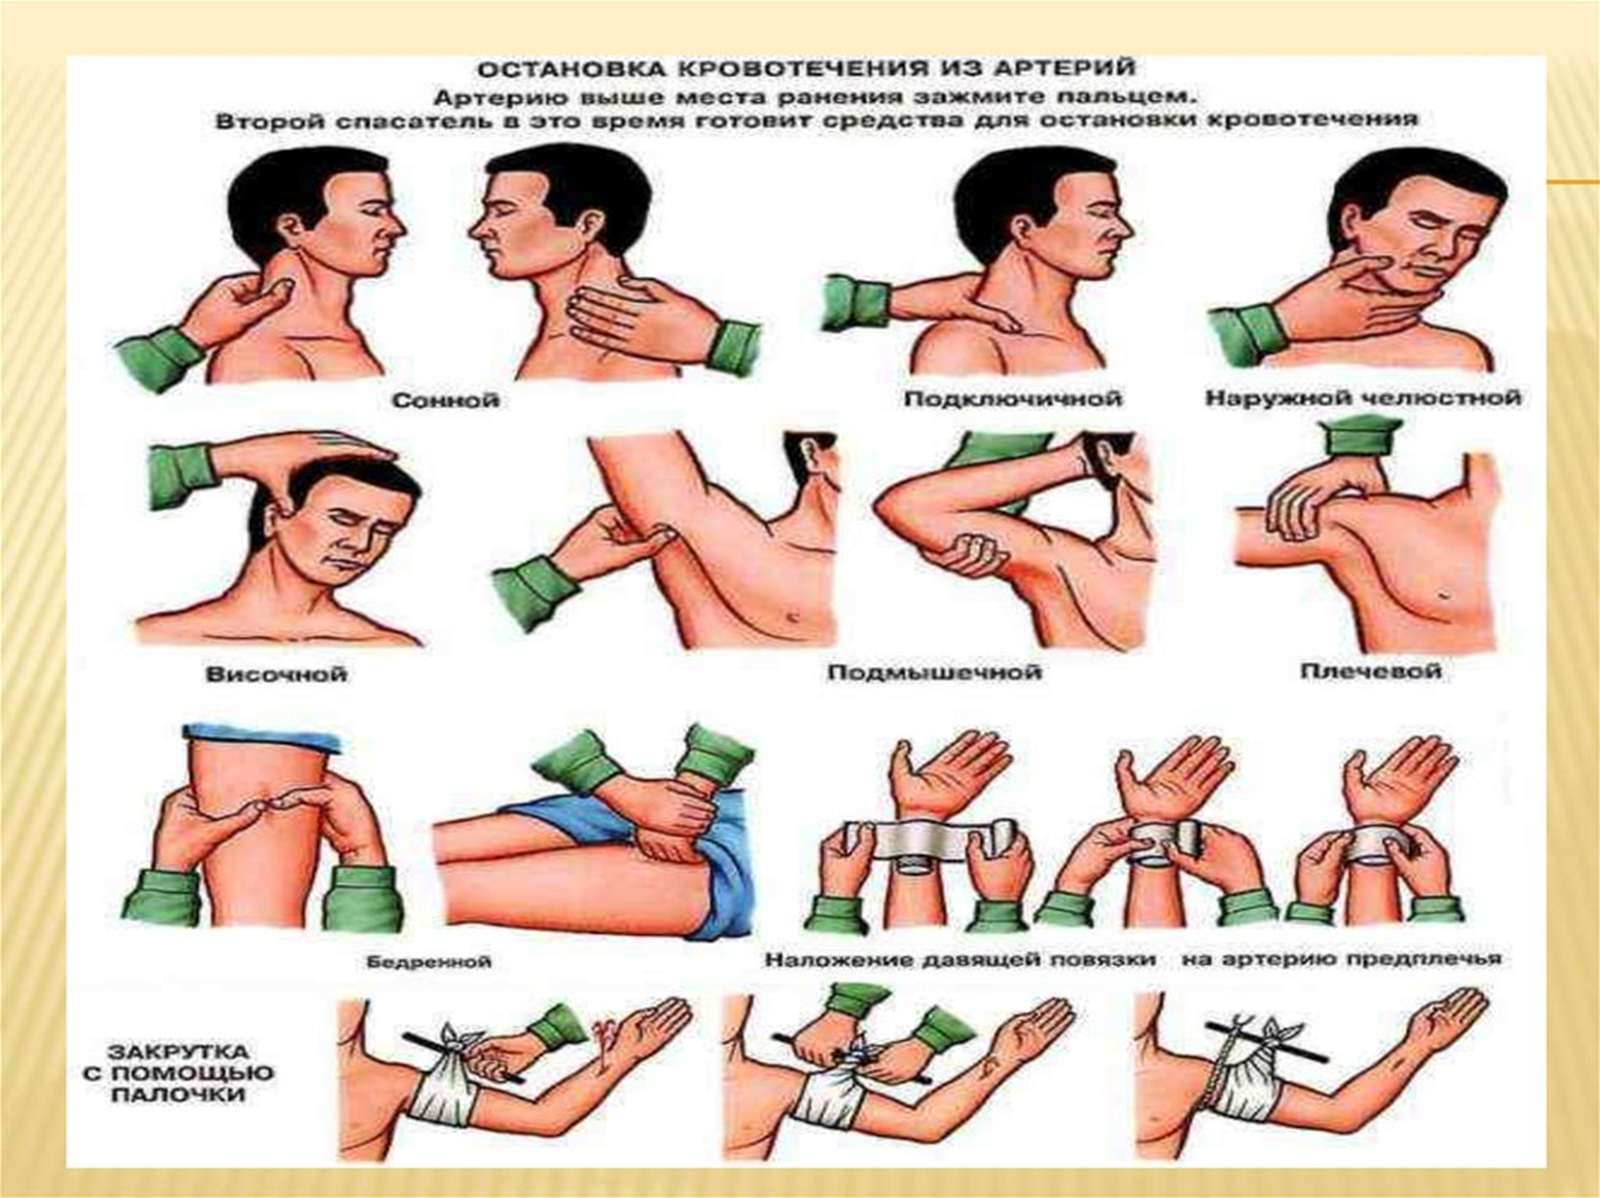 ОСТАНОВКА КРОВОТЕЧЕНИЯ ИЗ АРТЕРИЙ
Артерию выше места ранения зажмите пальцем.
Второй спасатель в это время готовит средства для остановки кровотечения
Сонной
Подключичной
Наружной челюстной
Височной
Подмышечной
Плечевой
Бедренной
Наложение давящей повязки на артерию предплечья
ЗАКРУТКА
С ПОМОЩЬЮ
ПАЛОЧКИ